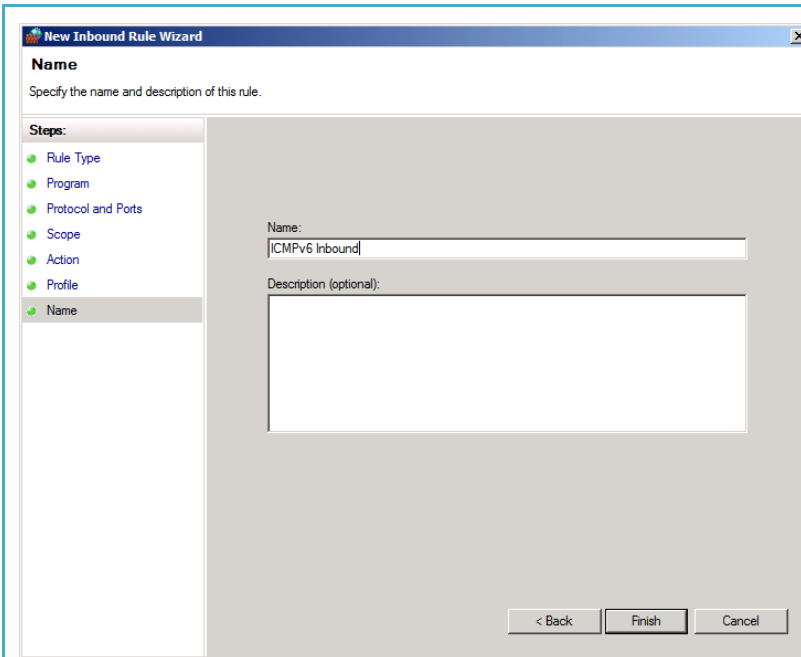 New Inbound Rule Wizard
Name
Specify the name and description of this rule.
Steps:
Rule Type
Program
Protocol and Ports
Scope
Action
Profile
Name
Name:
ICMPv6 Inbound
Description (optional):
< Back
Finish
Cancel